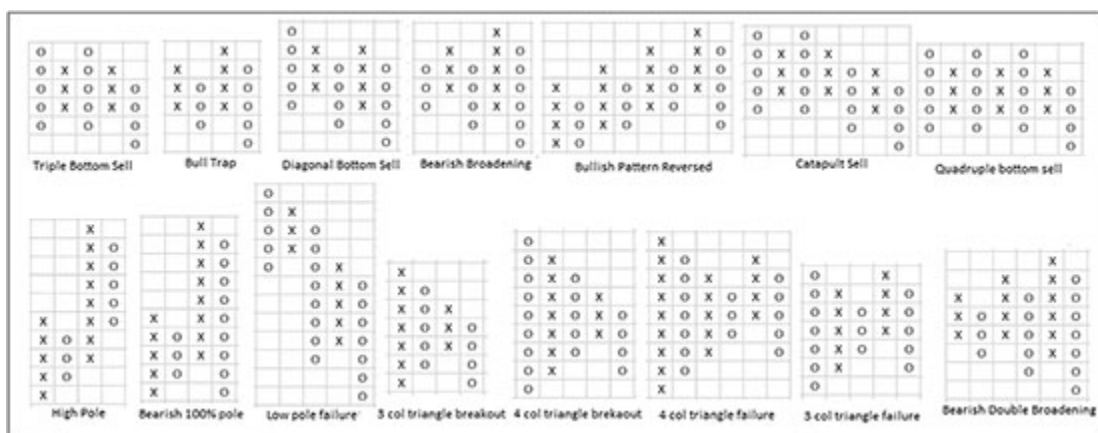 Triple Bottom Sell
Bull Trap
Diagonal Bottom Sell
Bearish Broadening
Bullish Pattern Reversed
Catapult Sell
Quadruple bottom sell
High Pole
Bearish 100% pole
Low pole failure
3 col triangle breakout
4 col triangle brekaout
4 col triangle failure
3 col triangle failure
Bearish Double Broadening